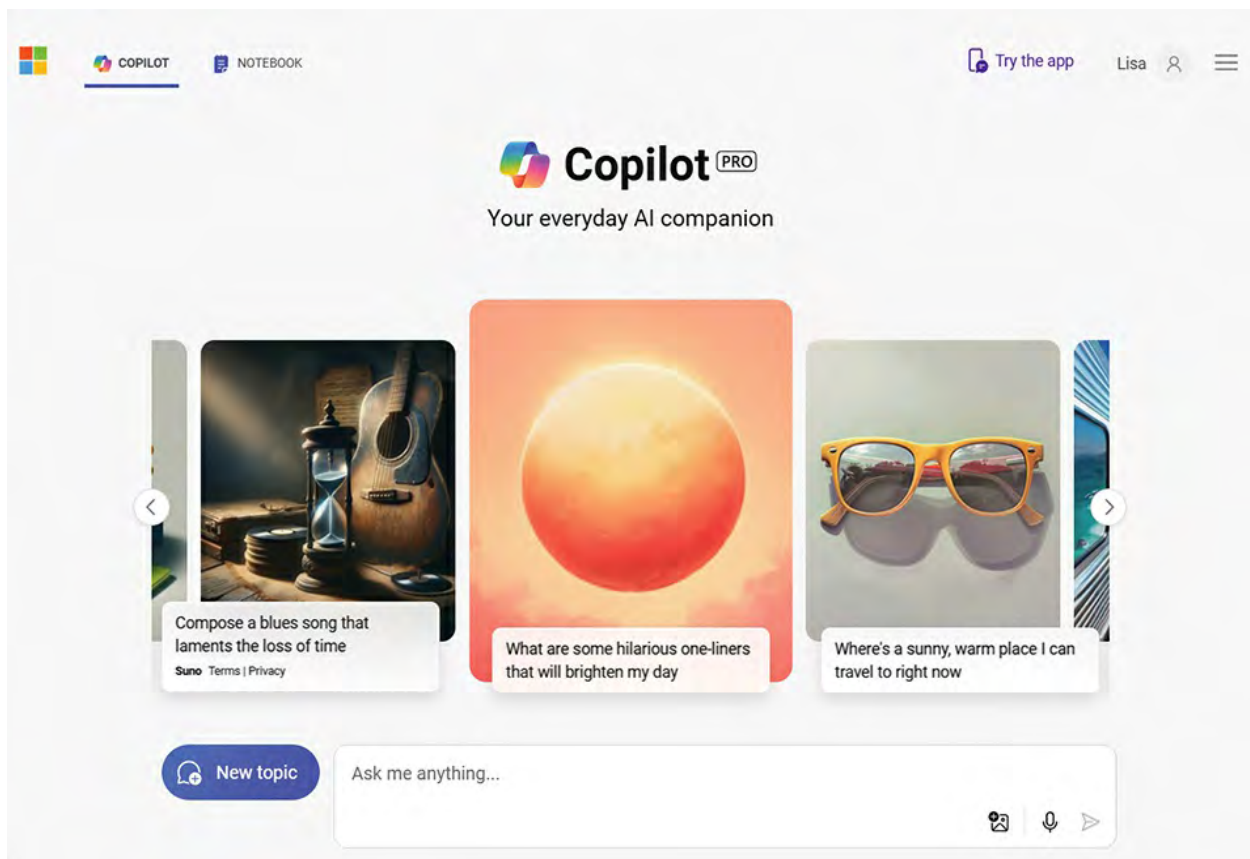 COPILOT
NOTEBOOK
Try the app
Lisa
Copilot PRO
Your everyday AI companion
Compose a blues song that
laments the loss of time
Suno Terms | Privacy
What are some hilarious one-liners
that will brighten my day
Where's a sunny, warm place I can
travel to right now
New topic
Ask me anything...